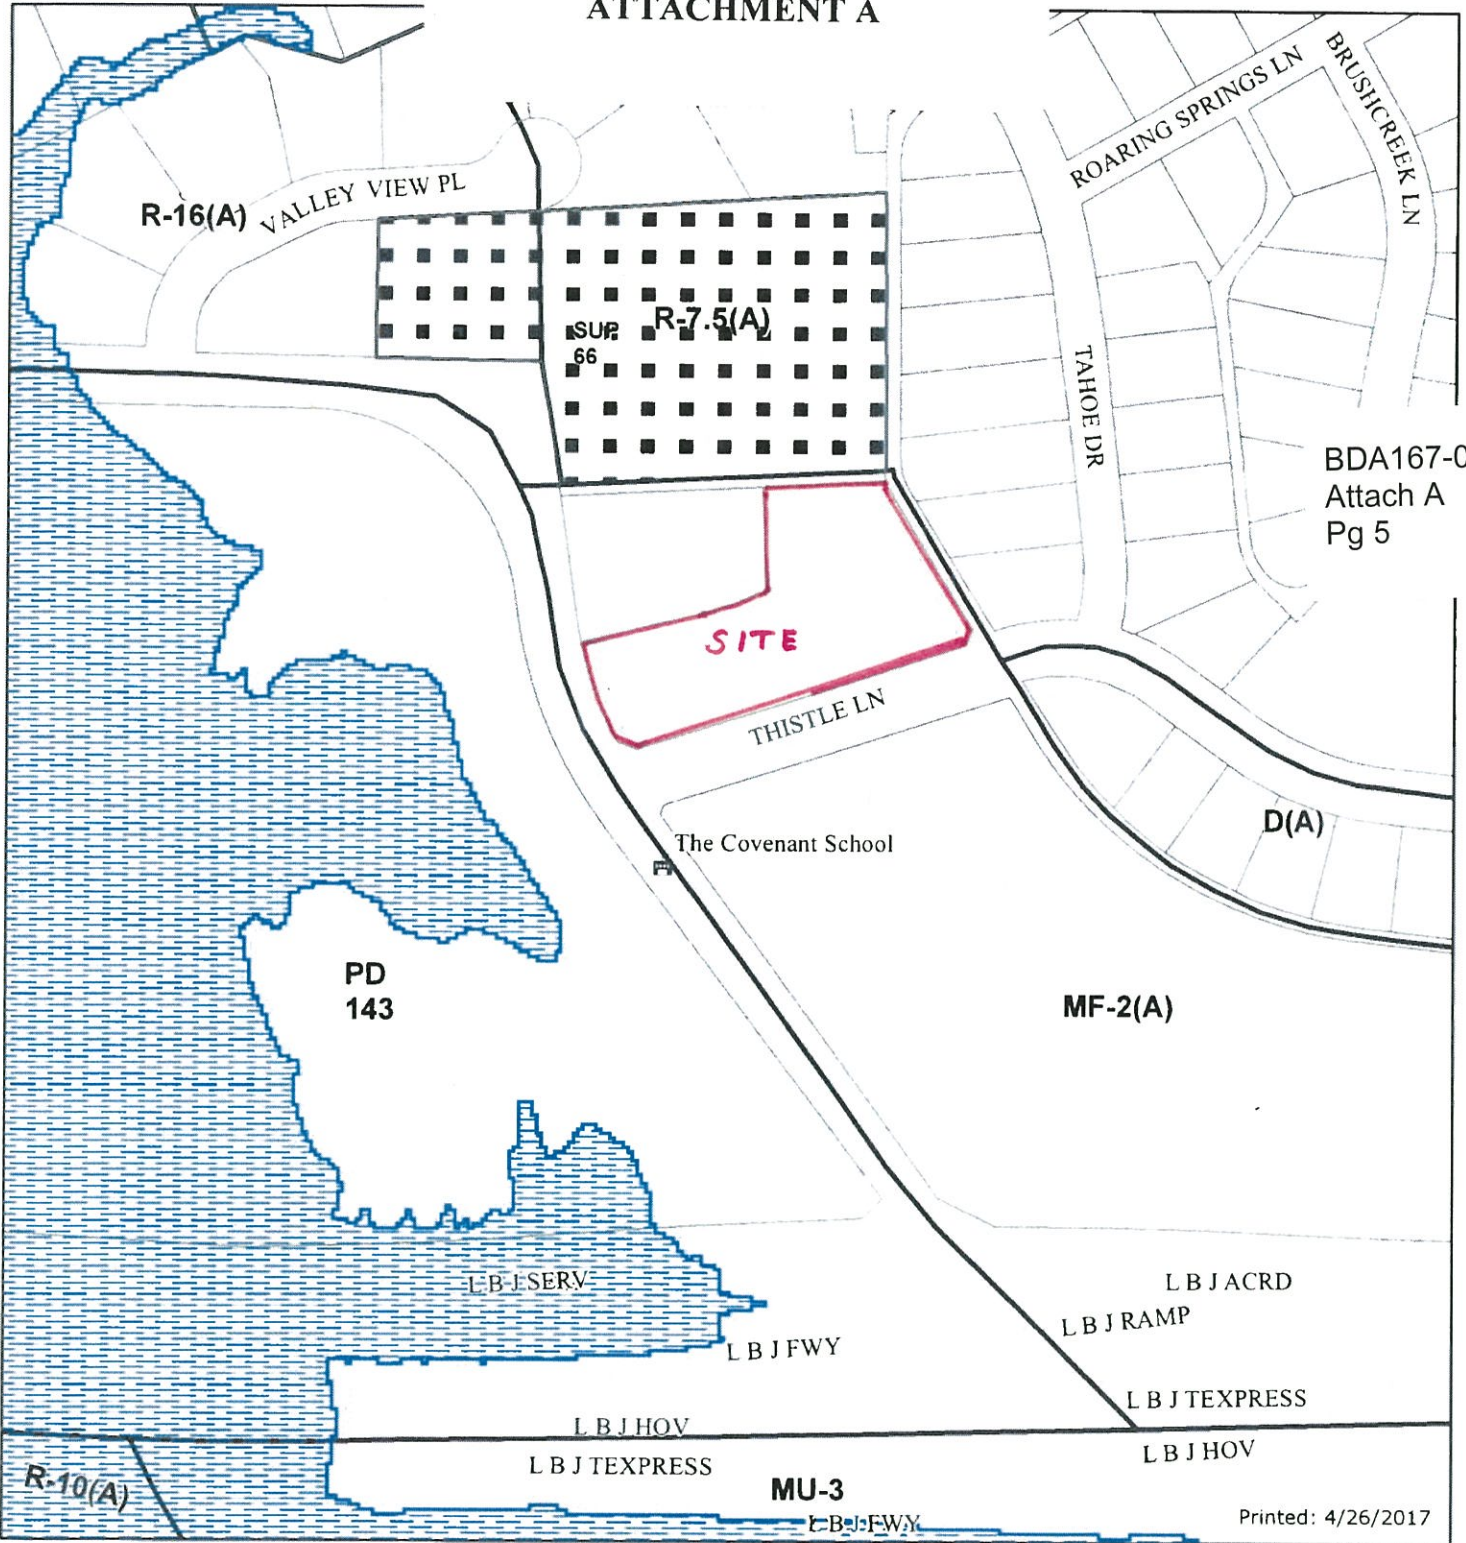 ATTACHMENT A
ROARING SPRINGS LN
BRUSHCREEK LN
R-16(A)
VALLEY VIEW PL
SUP
66
R-7.5(A)
TAHOE DR
BDA167-0
Attach A
Pg 5
SITE
THISTLE LN
D(A)
The Covenant School
PD
143
MF-2(A)
L B J SERV
L B J ACRD
L B J RAMP
L B J FWY
L B J TEXPRESS
L B J HOV
L B J HOV
L B J TEXPRESS
R-10(A)
MU-3
L B J FWY
Printed: 4/26/2017